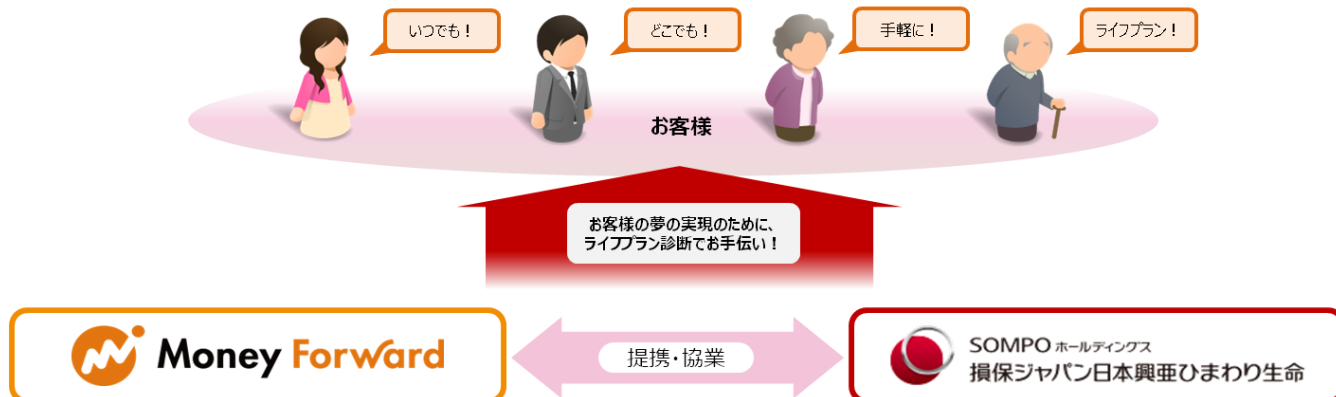 いつでも！
どこでも！
手軽に！
ライフプラン！
お客様
お客様の夢の実現のために、
ライフプラン診断でお手伝い！
Money Forward
提携・協業
SOMPO ホールディングス
損保ジャパン日本興亜ひまわり生命